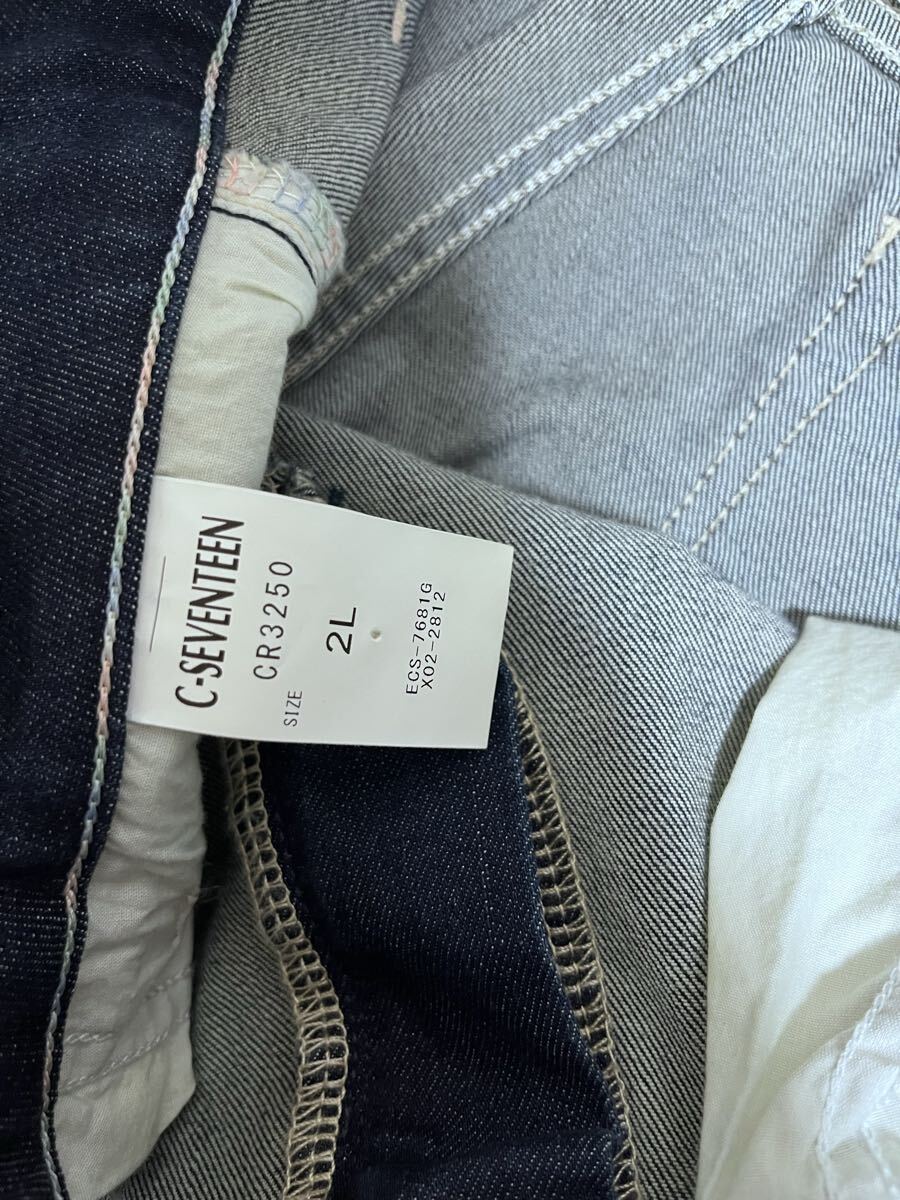 C-SEVENTEEN
CR3250
SIZE
2L
ECS-7681G
X02-2812